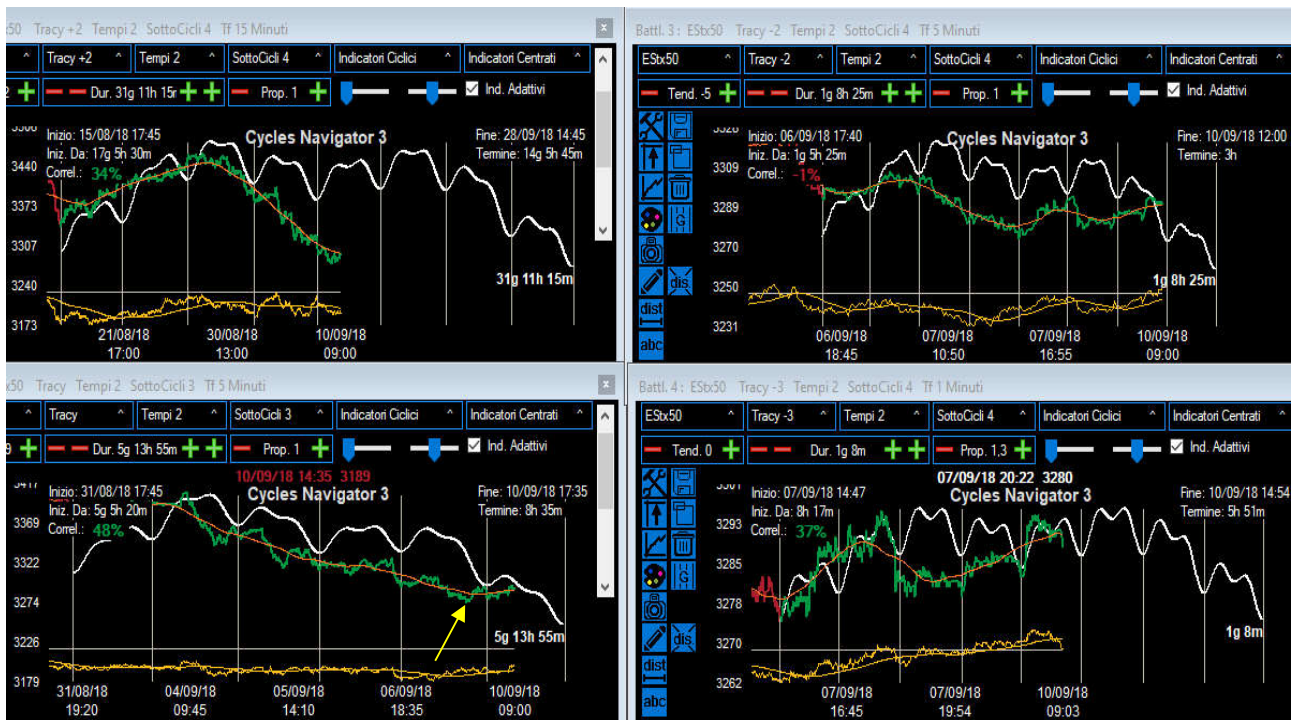 x50 Tracy +2 Tempi 2 SottoCicli 4 Tf 15 Minuti
x
^ Tracy +2 ^ Tempi 2 ^ SottoCicli 4 ^ Indicatori Ciclici ^ Indicatori Centrati ^
Dur. 31g 11h 15r Prop. 1 Ind. Adattivi
Inizio: 15/08/18 17:45
Cycles Navigator 3
Fine: 28/09/18 14:45
Iniz. Da: 17g 5h 30m
Termine: 14g 5h 45m
Correl.: 34%
3440
3373
3307
3240
3173
31g 11h 15m
21/08/18 30/08/18 10/09/18
17:00 13:00 09:00
Battl. 3 : EStx50 Tracy -2 Tempi 2 SottoCicli 4 Tf 5 Minuti
EStx50 ^ Tracy -2 ^ Tempi 2 ^ SottoCicli 4 ^ Indicatori Ciclici ^ Indicatori Centrati ^
Tend. -5 Dur. 1g 8h 25m Prop. 1 Ind. Adattivi
Inizio: 06/09/18 17:40
Cycles Navigator 3
Fine: 10/09/18 12:00
Iniz. Da: 1g 5h 25m
Termine: 3h
Correl.: -1%
G
dis
dist
abc
3309
3289
3270
3250
3231
1g 8h 25m
06/09/18 07/09/18 07/09/18 10/09/18
18:45 10:50 16:55 09:00
x50 Tracy Tempi 2 SottoCicli 3 Tf 5 Minuti
x
^ Tracy ^ Tempi 2 ^ SottoCicli 3 ^ Indicatori Ciclici ^ Indicatori Centrati ^
Dur. 5g 13h 55m Prop. 1 Ind. Adattivi
10/09/18 14:35 3189
Inizio: 31/08/18 17:45
Cycles Navigator 3
Fine: 10/09/18 17:35
Iniz. Da: 5g 5h 20m
Termine: 8h 35m
Correl.: 48%
3369
3322
3274
3226
3179
5g 13h 55m
31/08/18 04/09/18 05/09/18 06/09/18 10/09/18
19:20 09:45 14:10 18:35 09:00
Battl. 4 : EStx50 Tracy -3 Tempi 2 SottoCicli 4 Tf 1 Minuti
EStx50 ^ Tracy -3 ^ Tempi 2 ^ SottoCicli 4 ^ Indicatori Ciclici ^ Indicatori Centrati ^
Tend. 0 Dur. 1g 8m Prop. 1,3 Ind. Adattivi
07/09/18 20:22 3280
Inizio: 07/09/18 14:47
Cycles Navigator 3
Fine: 10/09/18 14:54
Iniz. Da: 8h 17m
Termine: 5h 51m
Correl.: 37%
G
dis
dist
abc
3293
3285
3278
3270
3262
1g 8m
07/09/18 07/09/18 10/09/18
16:45 19:54 09:03